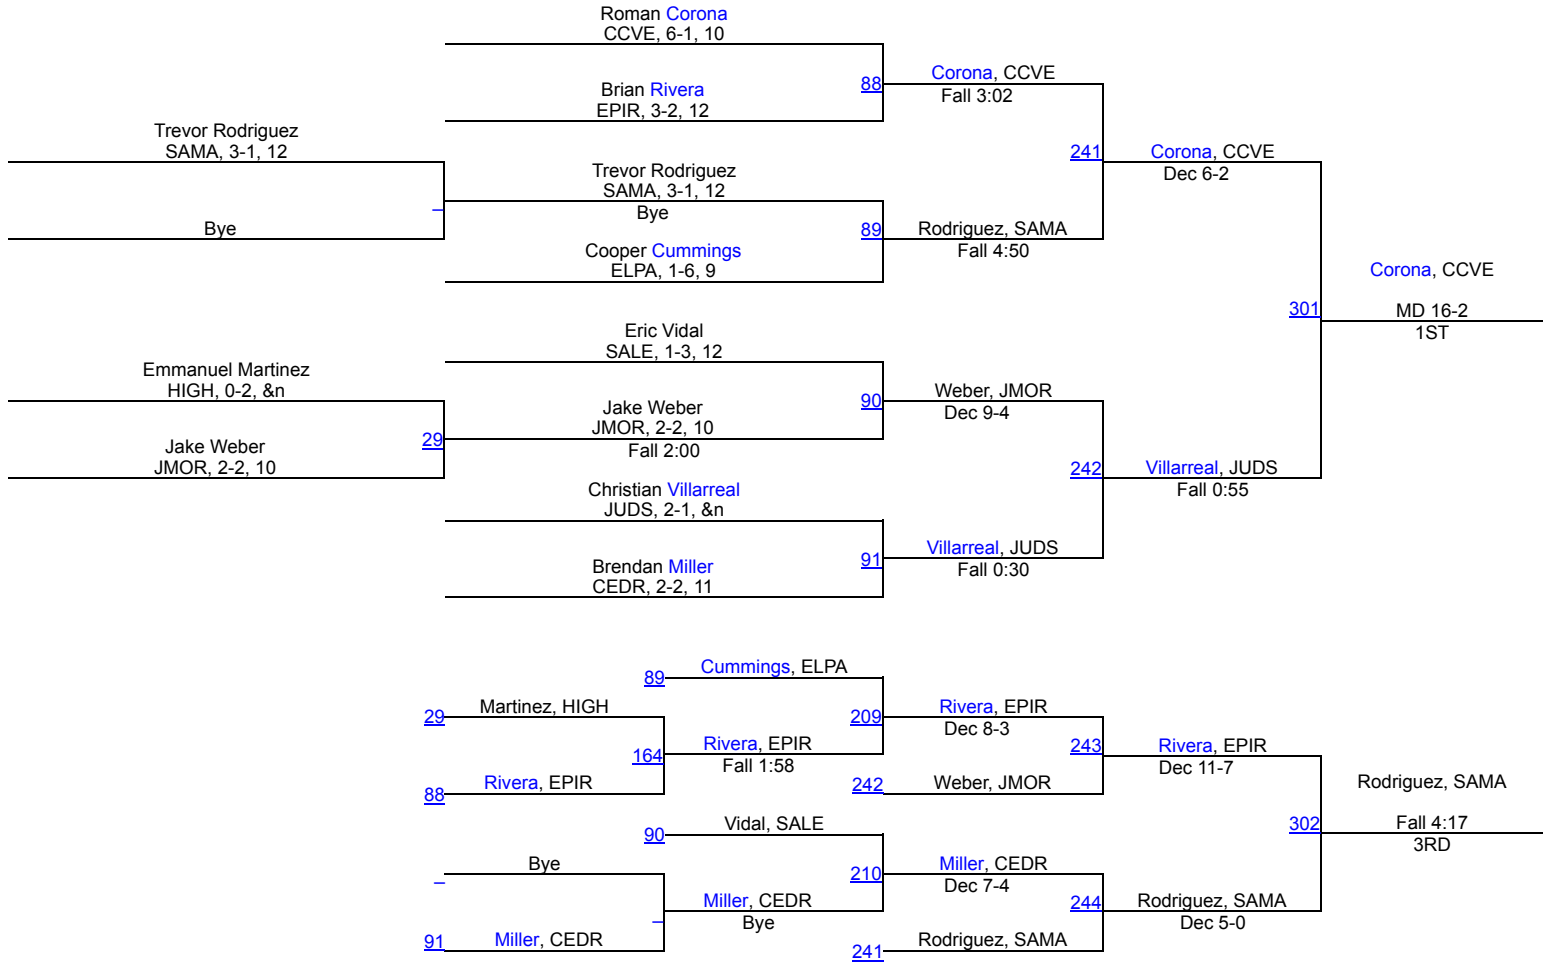 Roman Corona
CCVE, 6-1, 10
88
Corona, CCVE
Fall 3:02
Brian Rivera
EPIR, 3-2, 12
Trevor Rodriguez
SAMA, 3-1, 12
241
Corona, CCVE
Dec 6-2
Trevor Rodriguez
SAMA, 3-1, 12
Bye
_
Bye
89
Rodriguez, SAMA
Fall 4:50
Cooper Cummings
ELPA, 1-6, 9
Corona, CCVE
301
MD 16-2
1ST
Eric Vidal
SALE, 1-3, 12
Emmanuel Martinez
HIGH, 0-2, &n
90
Weber, JMOR
Dec 9-4
Jake Weber
JMOR, 2-2, 10
Fall 2:00
29
Jake Weber
JMOR, 2-2, 10
242
Villarreal, JUDS
Fall 0:55
Christian Villarreal
JUDS, 2-1, &n
91
Villarreal, JUDS
Fall 0:30
Brendan Miller
CEDR, 2-2, 11
89
Cummings, ELPA
29
Martinez, HIGH
209
Rivera, EPIR
Dec 8-3
164
Rivera, EPIR
Fall 1:58
243
Rivera, EPIR
Dec 11-7
88
Rivera, EPIR
242
Weber, JMOR
Rodriguez, SAMA
90
Vidal, SALE
302
Fall 4:17
3RD
_
Bye
210
Miller, CEDR
Dec 7-4
_
Miller, CEDR
Bye
244
Rodriguez, SAMA
Dec 5-0
91
Miller, CEDR
241
Rodriguez, SAMA